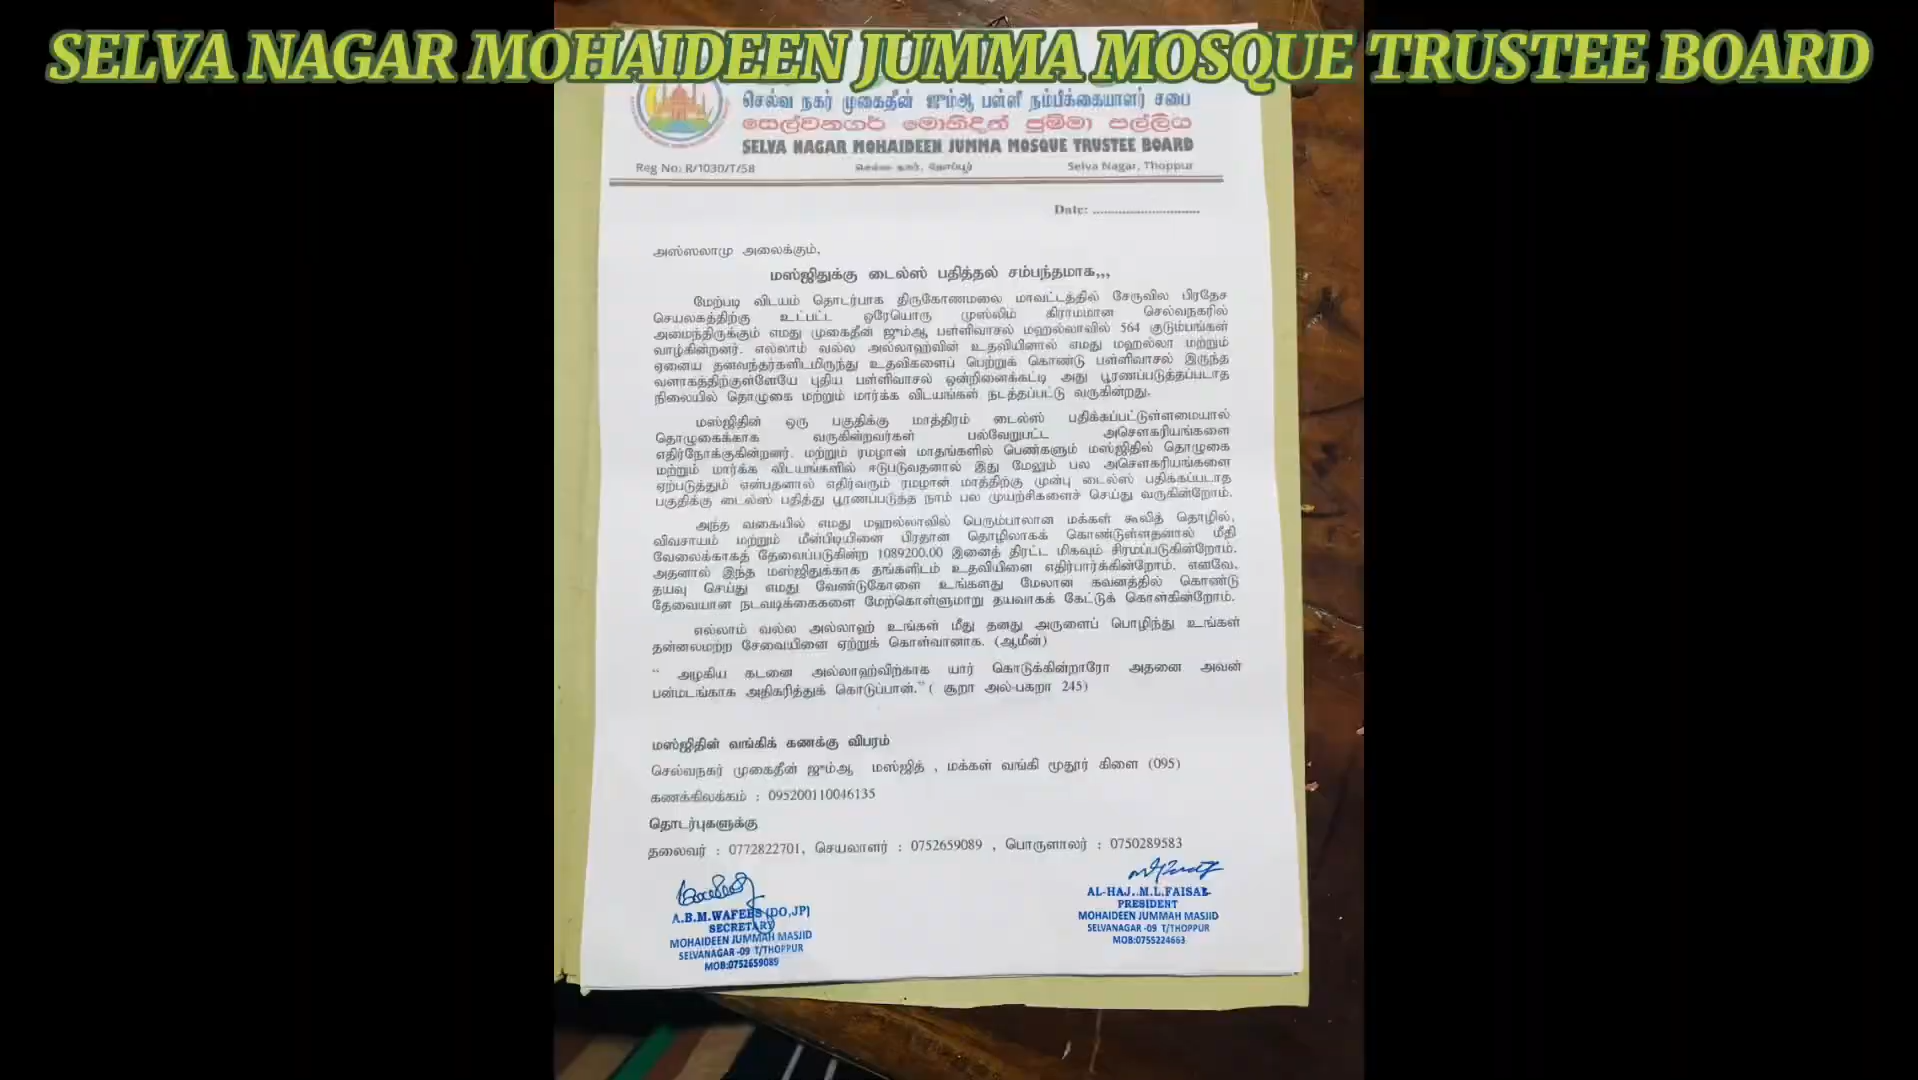 SELVA NAGAR MOHAIDEEN JUMMA MOSQUE TRUSTEE BOARD
செல்வ நகர் முகைதீன் ஜும்ஆ பள்ளி நம்பிக்கையாளர் சபை
සෙල්වනගර් මොහිදීන් ජුම්මා පල්ලිය
SELVA NAGAR MOHAIDEEN JUMMA MOSQUE TRUSTEE BOARD
Reg No: R/1030/T/58 செல்வ நகர், தோப்பூர் Selva Nagar, Thoppur
Date: ............................
அஸ்ஸலாமு அலைக்கும்,
மஸ்ஜிதுக்கு டைல்ஸ் பதித்தல் சம்பந்தமாக,,,
மேற்படி விடயம் தொடர்பாக திருகோணமலை மாவட்டத்தில் சேருவில பிரதேச
செயலகத்திற்கு உட்பட்ட ஒரேயொரு முஸ்லிம் கிராமமான செல்வநகரில்
அமைந்திருக்கும் எமது முகைதீன் ஜும்ஆ பள்ளிவாசல் மஹல்லாவில் 564 குடும்பங்கள்
வாழ்கின்றனர். எல்லாம் வல்ல அல்லாஹ்வின் உதவியினால் எமது மஹல்லா மற்றும்
ஏனைய தனவந்தர்களிடமிருந்து உதவிகளைப் பெற்றுக் கொண்டு பள்ளிவாசல் இருந்த
வளாகத்திற்குள்ளேயே புதிய பள்ளிவாசல் ஒன்றினைக்கட்டி அது பூரணப்படுத்தப்படாத
நிலையில் தொழுகை மற்றும் மார்க்க விடயங்கள் நடத்தப்பட்டு வருகின்றது.
மஸ்ஜிதின் ஒரு பகுதிக்கு மாத்திரம் டைல்ஸ் பதிக்கப்பட்டுள்ளமையால்
தொழுகைக்காக வருகின்றவர்கள் பல்வேறுபட்ட அசௌகரியங்களை
எதிர்நோக்குகின்றனர். மற்றும் ரமழான் மாதங்களில் பெண்களும் மஸ்ஜிதில் தொழுகை
மற்றும் மார்க்க விடயங்களில் ஈடுபடுவதனால் இது மேலும் பல அசௌகரியங்களை
ஏற்படுத்தும் என்பதனால் எதிர்வரும் ரமழான் மாத்திற்கு முன்பு டைல்ஸ் பதிக்கப்படாத
பகுதிக்கு டைல்ஸ் பதித்து பூரணப்படுத்த நாம் பல முயற்சிகளைச் செய்து வருகின்றோம்.
அந்த வகையில் எமது மஹல்லாவில் பெரும்பாலான மக்கள் கூலித் தொழில்,
விவசாயம் மற்றும் மீன்பிடியினை பிரதான தொழிலாகக் கொண்டுள்ளதனால் மீதி
வேலைக்காகத் தேவைப்படுகின்ற 1089200.00 இனைத் திரட்ட மிகவும் சிரமப்படுகின்றோம்.
அதனால் இந்த மஸ்ஜிதுக்காக தங்களிடம் உதவியினை எதிர்பார்க்கின்றோம். எனவே,
தயவு செய்து எமது வேண்டுகோளை உங்களது மேலான கவனத்தில் கொண்டு
தேவையான நடவடிக்கைகளை மேற்கொள்ளுமாறு தயவாகக் கேட்டுக் கொள்கின்றோம்.
எல்லாம் வல்ல அல்லாஹ் உங்கள் மீது தனது அருளைப் பொழிந்து உங்கள்
தன்னலமற்ற சேவையினை ஏற்றுக் கொள்வானாக. (ஆமீன்)
“ அழகிய கடனை அல்லாஹ்விற்காக யார் கொடுக்கின்றாரோ அதனை அவன்
பன்மடங்காக அதிகரித்துக் கொடுப்பான்.” ( சூறா அல்-பகறா 245)
மஸ்ஜிதின் வங்கிக் கணக்கு விபரம்
செல்வநகர் முகைதீன் ஜும்ஆ மஸ்ஜித் , மக்கள் வங்கி மூதூர் கிளை (095)
கணக்கிலக்கம் : 095200110046135
தொடர்புகளுக்கு
தலைவர் : 0772822701, செயலாளர் : 0752659089 , பொருளாலர் : 0750289583
A.B.M.WAFEES (DO,JP)
SECRETARY
MOHAIDEEN JUMMAH MASJID
SELVANAGAR -09 T/THOPPUR
MOB:0752659089
AL-HAJ..M.L.FAISAL
PRESIDENT
MOHAIDEEN JUMMAH MASJID
SELVANAGAR -09 T/THOPPUR
MOB:0755224663